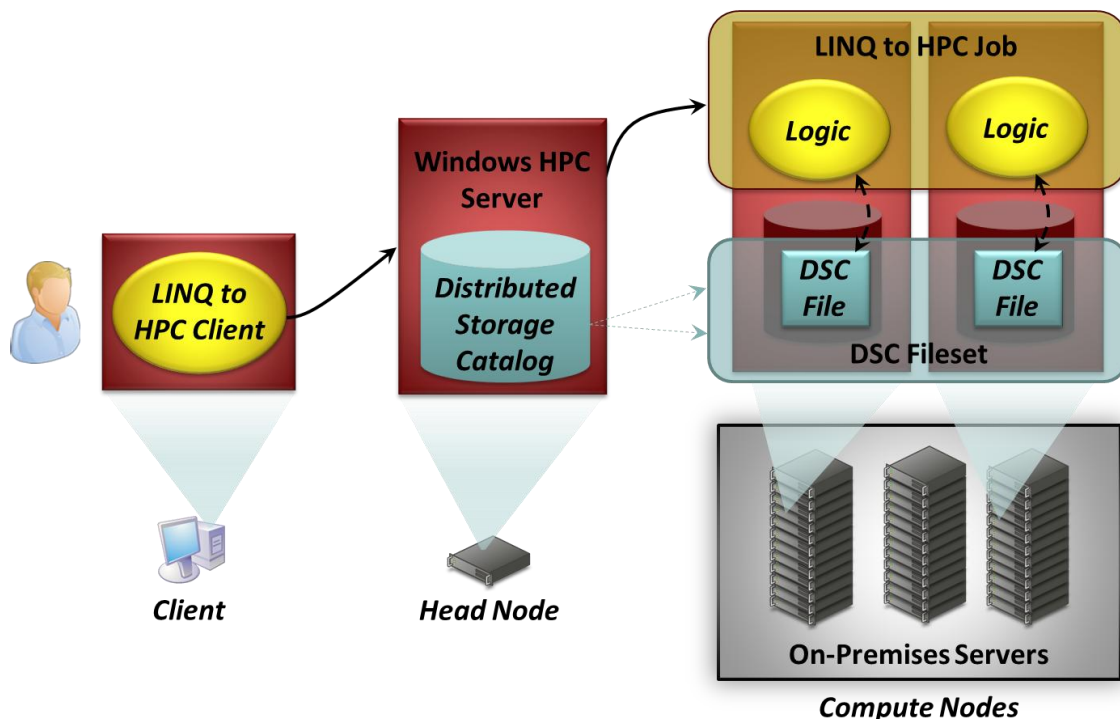 LINQ to HPC Job
Logic
Logic
Windows HPC
Server
LINQ to
HPC Client
Distributed
Storage
Catalog
DSC
File
DSC
File
DSC Fileset
Client
Head Node
On-Premises Servers
Compute Nodes